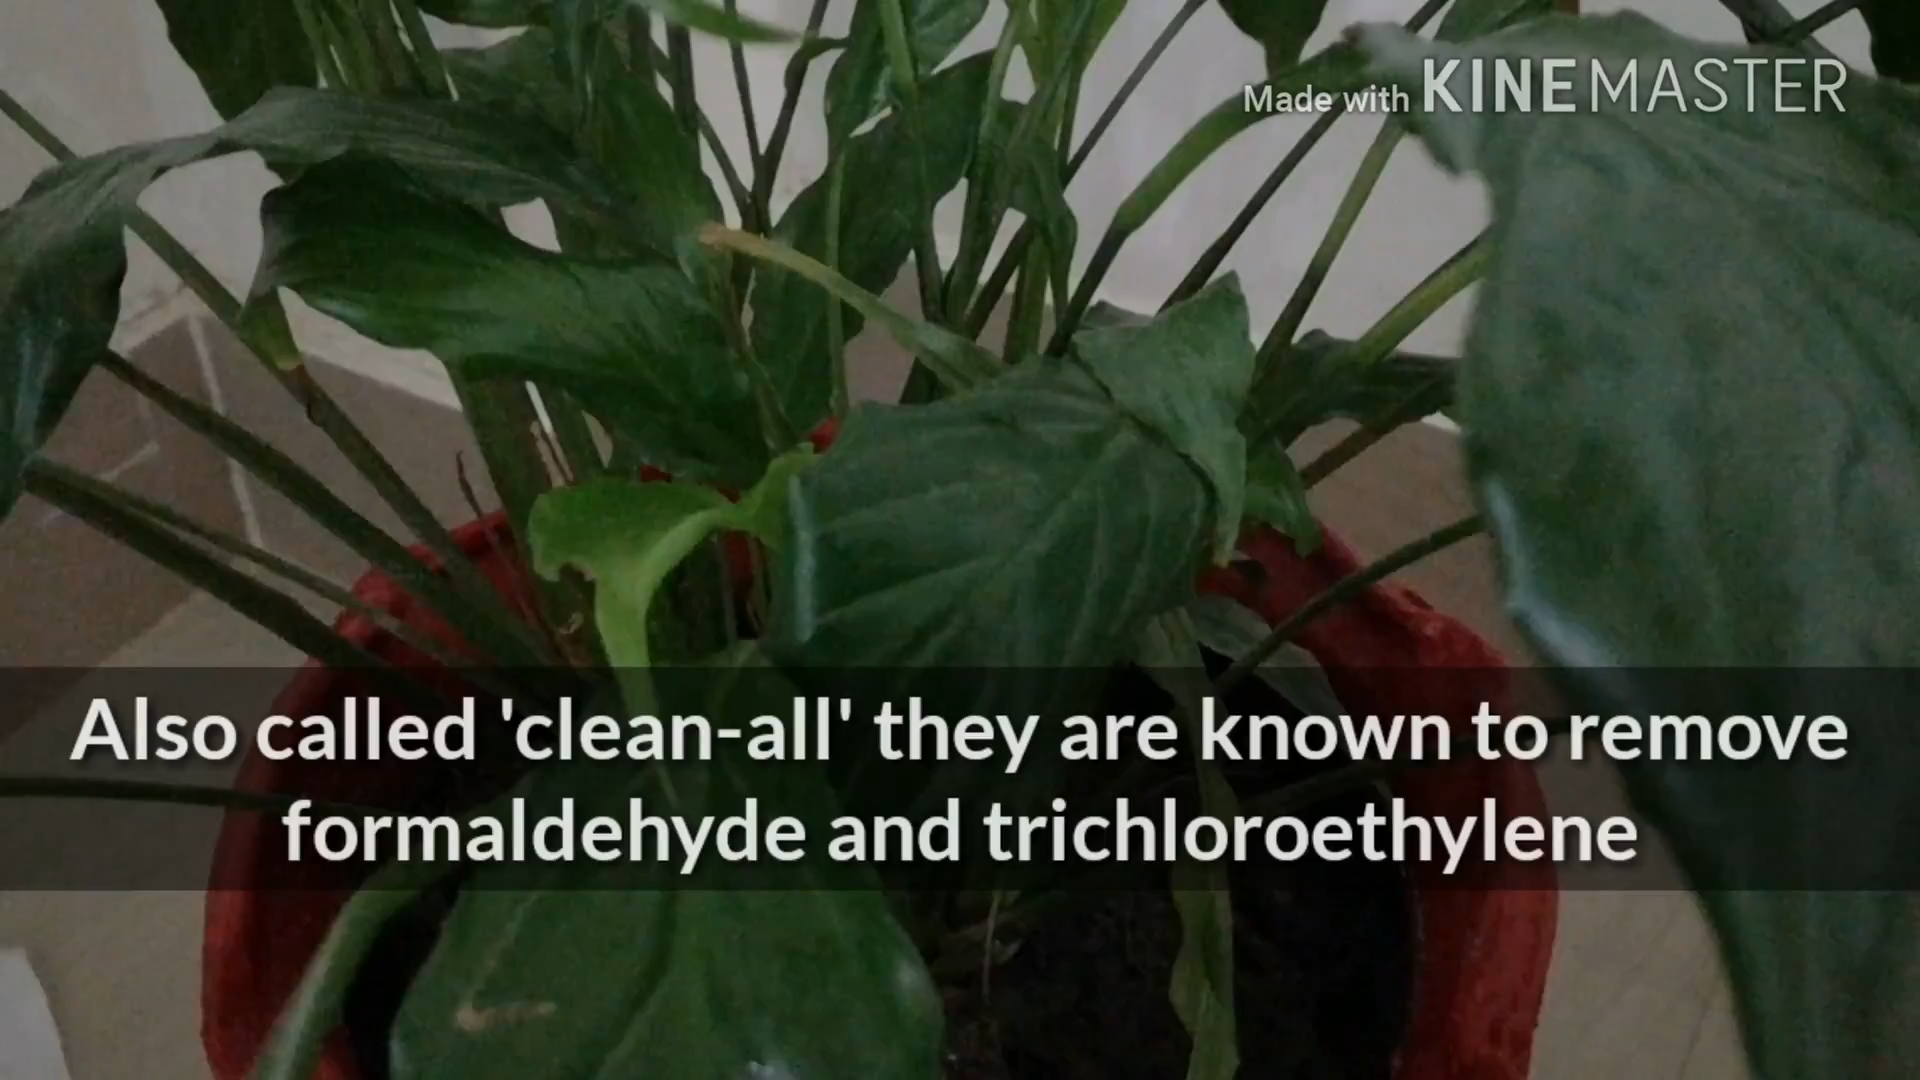 Made with KINEMASTER
Also called 'clean-all' they are known to remove
formaldehyde and trichloroethylene